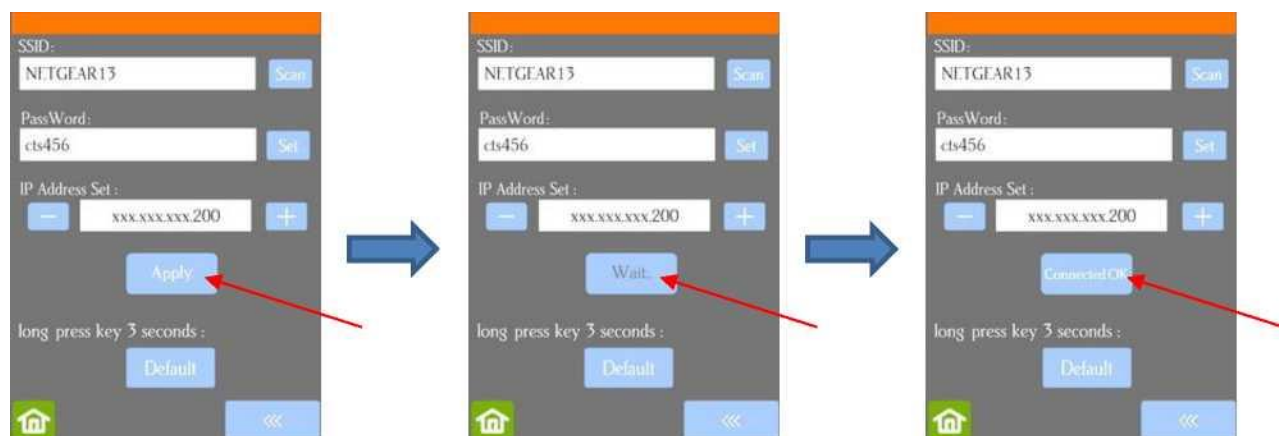 SSID:
NETGEAR13
Scan
PassWord:
cts456
Set
IP Address Set :
− xxx.xxx.xxx.200 +
Apply
long press key 3 seconds :
Default
<<<
SSID:
NETGEAR13
Scan
PassWord:
cts456
Set
IP Address Set :
− xxx.xxx.xxx.200 +
Wait..
long press key 3 seconds :
Default
<<<
SSID:
NETGEAR13
Scan
PassWord:
cts456
Set
IP Address Set :
− xxx.xxx.xxx.200 +
Connected OK
long press key 3 seconds :
Default
<<<